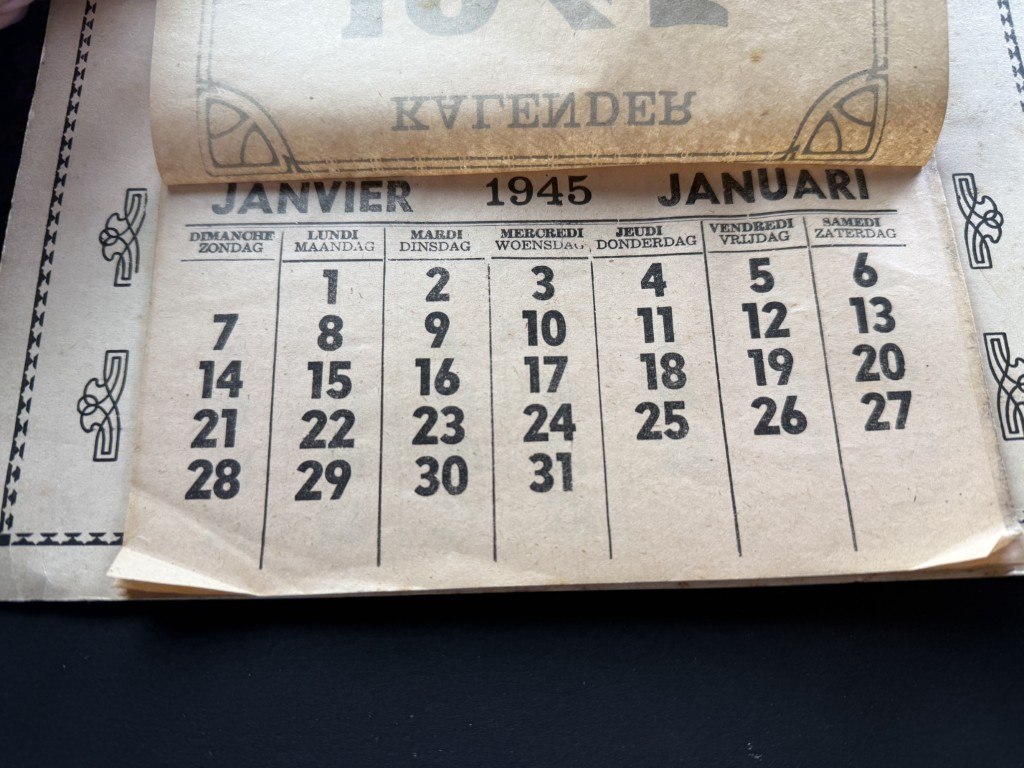 KALENDER
JANVIER 1945 JANUARI
DIMANCHE LUNDI MARDI MERCREDI JEUDI VENDREDI SAMEDI
ZONDAG MAANDAG DINSDAG WOENSDAG DONDERDAG VRIJDAG ZATERDAG
1 2 3 4 5 6
7 8 9 10 11 12 13
14 15 16 17 18 19 20
21 22 23 24 25 26 27
28 29 30 31